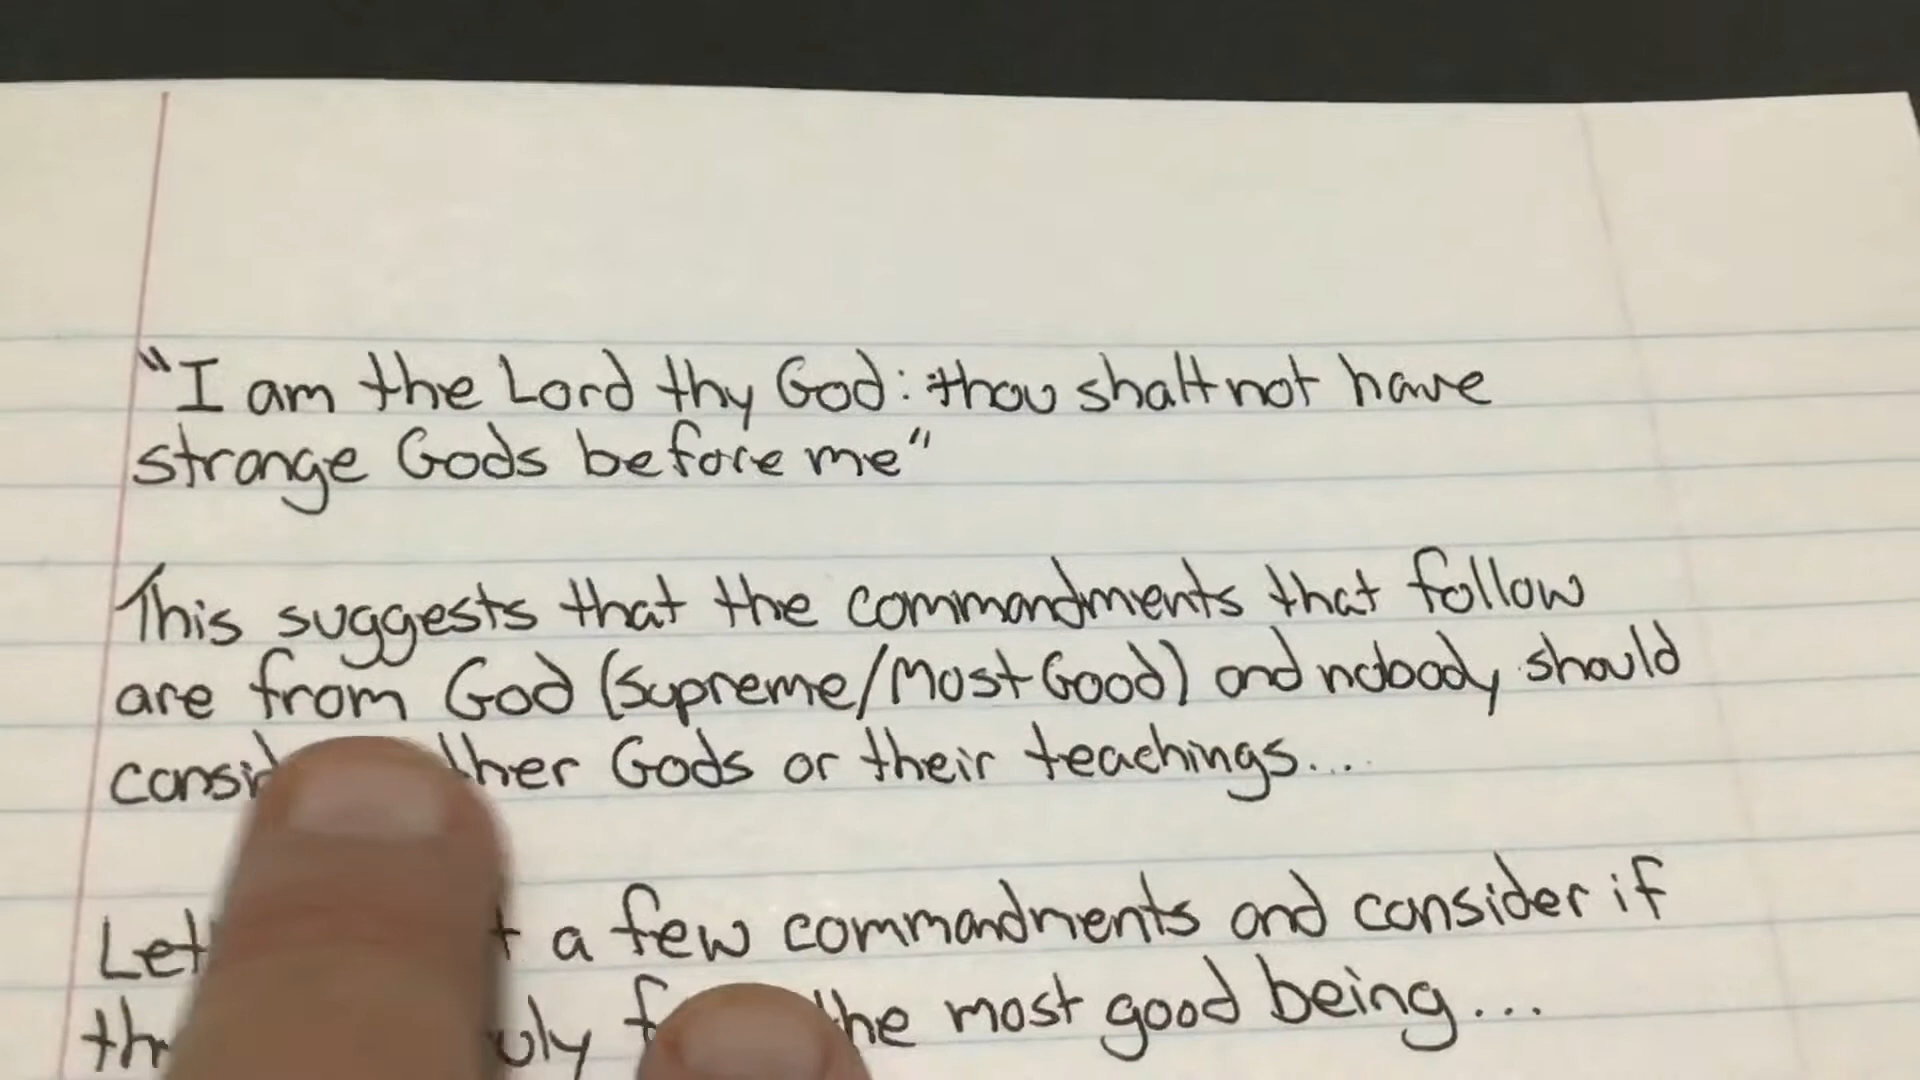 "I am the Lord thy God: thou shalt not have
strange Gods before me"
This suggests that the commandments that follow
are from God (Supreme/Most Good) and nobody should
Gods or their teachings...
a few commandments and consider if
the most good being...